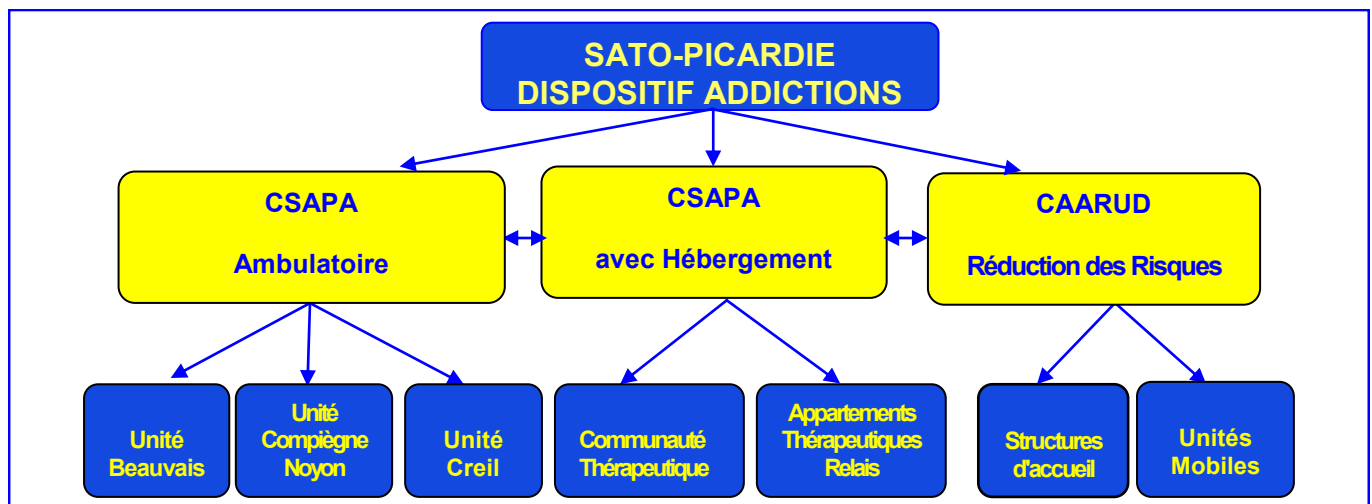 SATO-PICARDIE
DISPOSITIF ADDICTIONS
CSAPA
Ambulatoire
CSAPA
avec Hébergement
CAARUD
Réduction des Risques
Unité
Beauvais
Unité
Compiègne
Noyon
Unité
Creil
Communauté
Thérapeutique
Appartements
Thérapeutiques
Relais
Structures
d'accueil
Unités
Mobiles